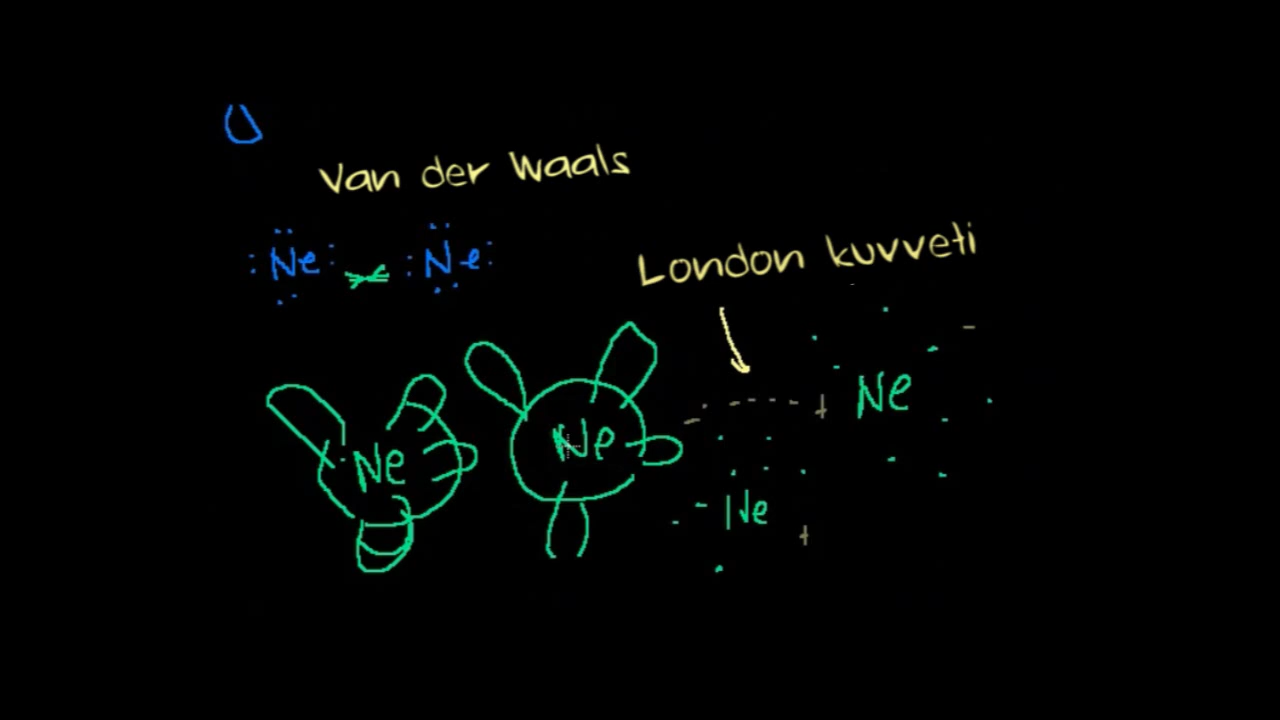 Van der Waals
Ne Ne
London kuvveti
Ne Ne Ne
Ne